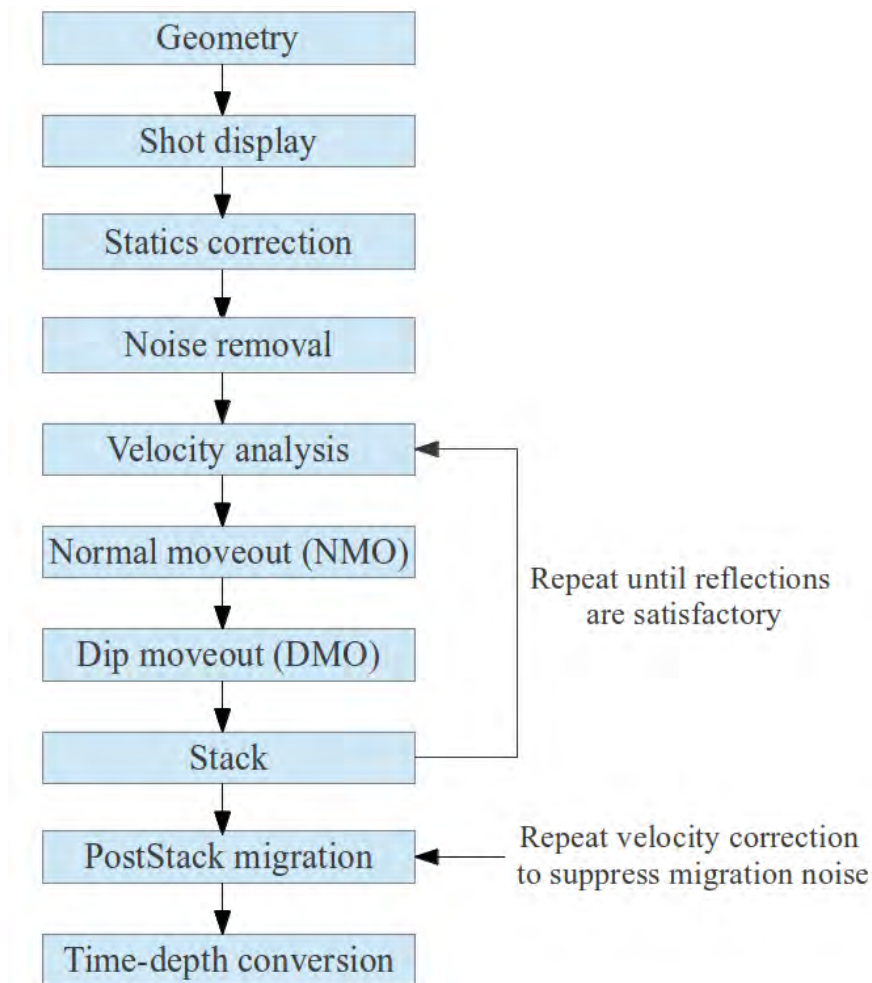 Geometry
Shot display
Statics correction
Noise removal
Velocity analysis
Normal moveout (NMO)
Repeat until reflections
are satisfactory
Dip moveout (DMO)
Stack
PostStack migration
Repeat velocity correction
to suppress migration noise
Time-depth conversion